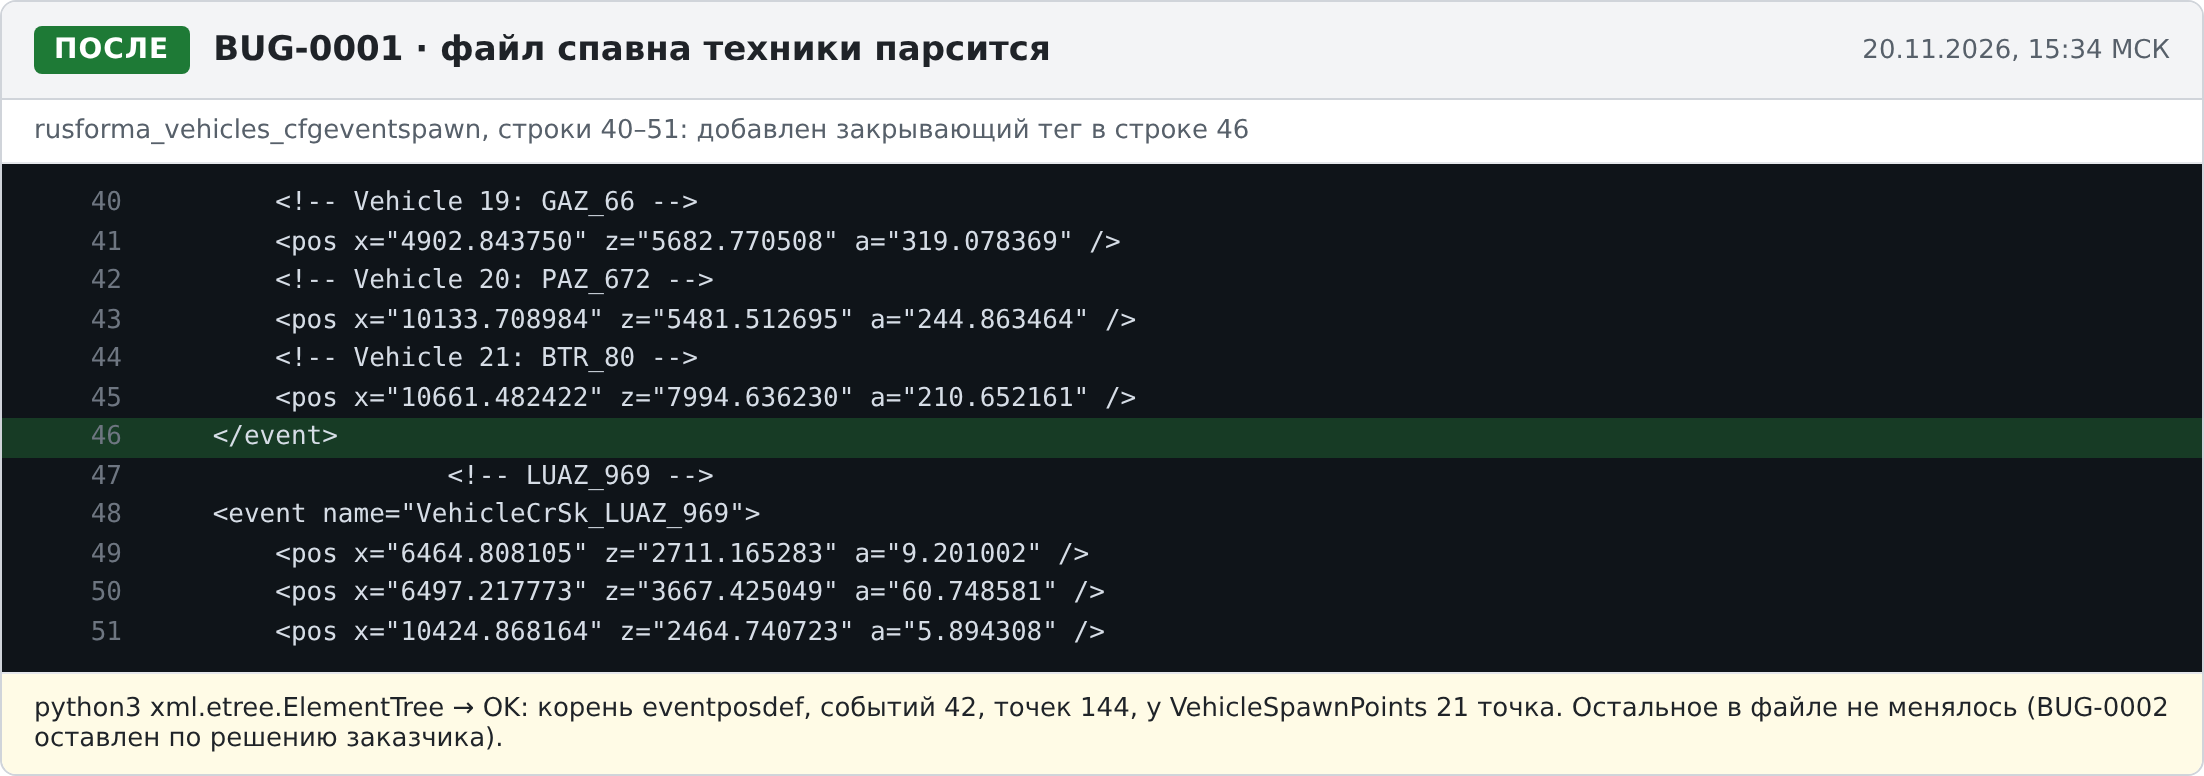 ПОСЛЕ BUG-0001 · файл спавна техники парсится 20.11.2026, 15:34 МСК
rusforma_vehicles_cfgeventspawn, строки 40–51: добавлен закрывающий тег в строке 46
40 <!-- Vehicle 19: GAZ_66 -->
41 <pos x="4902.843750" z="5682.770508" a="319.078369" />
42 <!-- Vehicle 20: PAZ_672 -->
43 <pos x="10133.708984" z="5481.512695" a="244.863464" />
44 <!-- Vehicle 21: BTR_80 -->
45 <pos x="10661.482422" z="7994.636230" a="210.652161" />
46 </event>
47 <!-- LUAZ_969 -->
48 <event name="VehicleCrSk_LUAZ_969">
49 <pos x="6464.808105" z="2711.165283" a="9.201002" />
50 <pos x="6497.217773" z="3667.425049" a="60.748581" />
51 <pos x="10424.868164" z="2464.740723" a="5.894308" />
python3 xml.etree.ElementTree → OK: корень eventposdef, событий 42, точек 144, у VehicleSpawnPoints 21 точка. Остальное в файле не менялось (BUG-0002
оставлен по решению заказчика).